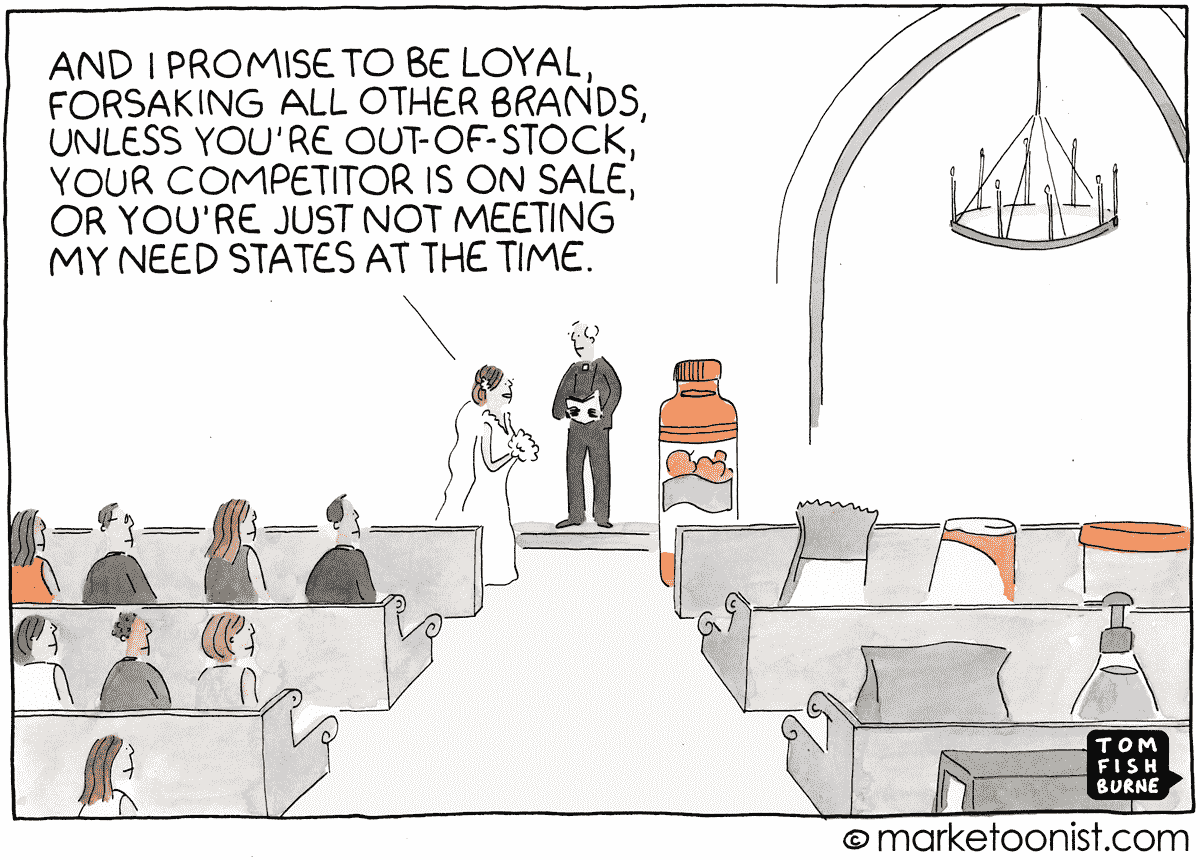 AND I PROMISE TO BE LOYAL,
FORSAKING ALL OTHER BRANDS,
UNLESS YOU'RE OUT-OF-STOCK,
YOUR COMPETITOR IS ON SALE,
OR YOU'RE JUST NOT MEETING
MY NEED STATES AT THE TIME.
TOM
FISH
BURNE
© marketoonist.com